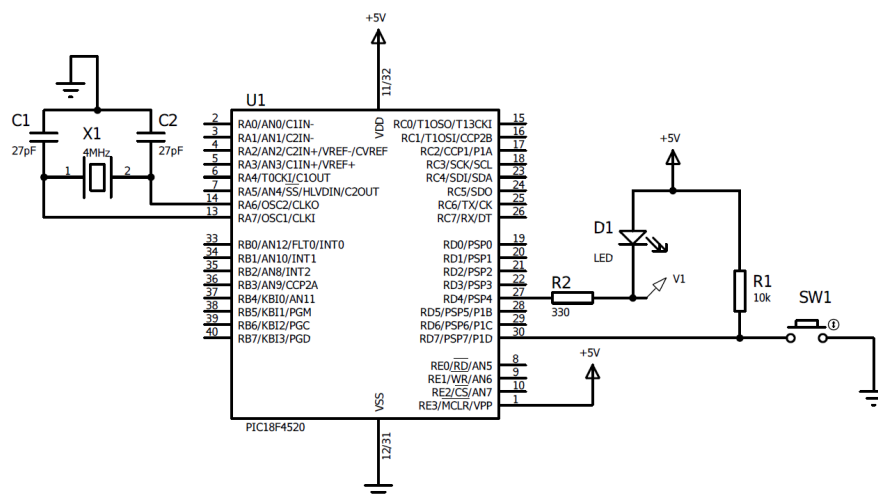 +5V
11/32
U1
C1
27pF
X1
4MHz
1
2
C2
27pF
VDD
2 RA0/AN0/C1IN-
3 RA1/AN1/C2IN-
4 RA2/AN2/C2IN+/VREF-/CVREF
5 RA3/AN3/C1IN+/VREF+
6 RA4/T0CKI/C1OUT
7 RA5/AN4/SS/HLVDIN/C2OUT
14 RA6/OSC2/CLKO
13 RA7/OSC1/CLKI
33 RB0/AN12/FLT0/INT0
34 RB1/AN10/INT1
35 RB2/AN8/INT2
36 RB3/AN9/CCP2A
37 RB4/KBI0/AN11
38 RB5/KBI1/PGM
39 RB6/KBI2/PGC
40 RB7/KBI3/PGD
RC0/T1OSO/T13CKI 15
RC1/T1OSI/CCP2B 16
RC2/CCP1/P1A 17
RC3/SCK/SCL 18
RC4/SDI/SDA 23
RC5/SDO 24
RC6/TX/CK 25
RC7/RX/DT 26
RD0/PSP0 19
RD1/PSP1 20
RD2/PSP2 21
RD3/PSP3 22
RD4/PSP4 27
RD5/PSP5/P1B 28
RD6/PSP6/P1C 29
RD7/PSP7/P1D 30
RE0/RD/AN5 8
RE1/WR/AN6 9
RE2/CS/AN7 10
RE3/MCLR/VPP 1
VSS
PIC18F4520
12/31
R2
330
D1
LED
V1
+5V
R1
10k
SW1
+5V